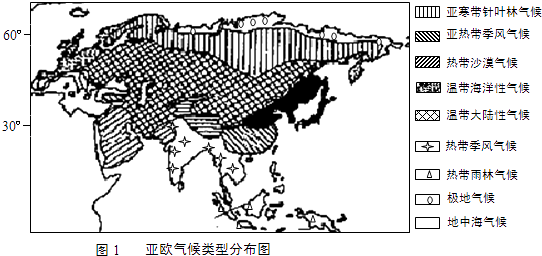 60°
30°
亚寒带针叶林气候
亚热带季风气候
热带沙漠气候
温带海洋性气候
温带大陆性气候
热带季风气候
热带雨林气候
极地气候
地中海气候
图 1 亚欧气候类型分布图